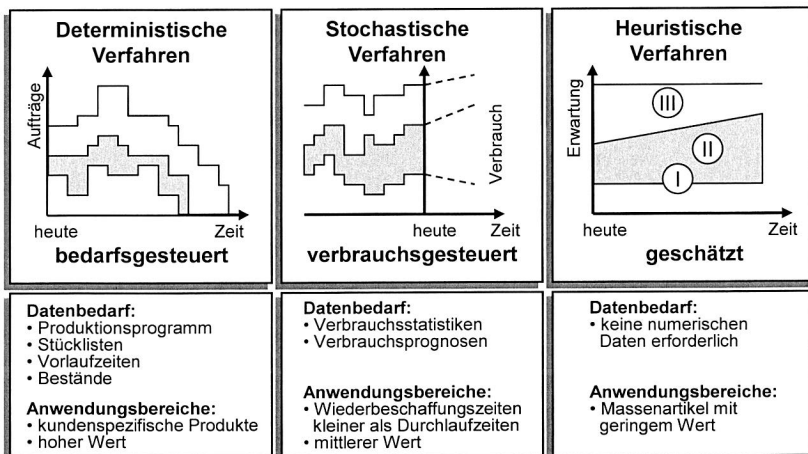 Deterministische
Verfahren
Aufträge
heute
Zeit
bedarfsgesteuert
Datenbedarf:
• Produktionsprogramm
• Stücklisten
• Vorlaufzeiten
• Bestände
Anwendungsbereiche:
• kundenspezifische Produkte
• hoher Wert
Stochastische
Verfahren
Verbrauch
heute
Zeit
verbrauchsgesteuert
Datenbedarf:
• Verbrauchsstatistiken
• Verbrauchsprognosen
Anwendungsbereiche:
• Wiederbeschaffungszeiten
kleiner als Durchlaufzeiten
• mittlerer Wert
Heuristische
Verfahren
Erwartung
III
II
I
heute
Zeit
geschätzt
Datenbedarf:
• keine numerischen
Daten erforderlich
Anwendungsbereiche:
• Massenartikel mit
geringem Wert